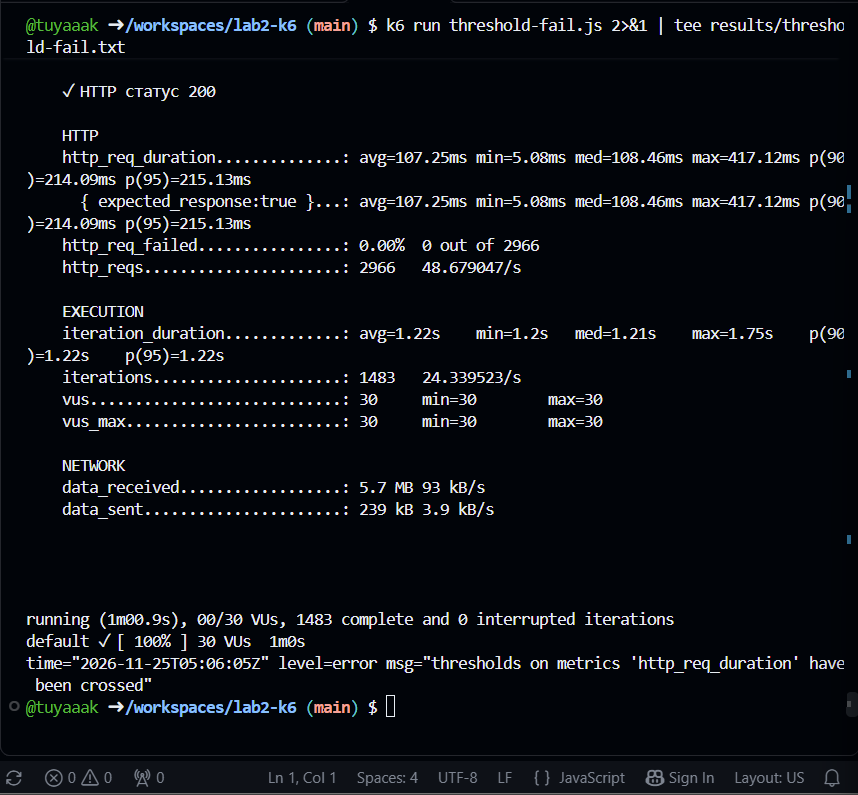 @tuyaaak ➜/workspaces/lab2-k6 (main) $ k6 run threshold-fail.js 2>&1 | tee results/thresho
ld-fail.txt
✓ HTTP статус 200
HTTP
http_req_duration..............: avg=107.25ms min=5.08ms med=108.46ms max=417.12ms p(90
)=214.09ms p(95)=215.13ms
{ expected_response:true }...: avg=107.25ms min=5.08ms med=108.46ms max=417.12ms p(90
)=214.09ms p(95)=215.13ms
http_req_failed................: 0.00%  0 out of 2966
http_reqs......................: 2966   48.679047/s
EXECUTION
iteration_duration.............: avg=1.22s    min=1.2s   med=1.21s    max=1.75s    p(90
)=1.22s    p(95)=1.22s
iterations.....................: 1483   24.339523/s
vus............................: 30     min=30        max=30
vus_max........................: 30     min=30        max=30
NETWORK
data_received..................: 5.7 MB 93 kB/s
data_sent......................: 239 kB 3.9 kB/s
running (1m00.9s), 00/30 VUs, 1483 complete and 0 interrupted iterations
default ✓ [ 100% ] 30 VUs  1m0s
time="2026-11-25T05:06:05Z" level=error msg="thresholds on metrics 'http_req_duration' have
been crossed"
@tuyaaak ➜/workspaces/lab2-k6 (main) $
0 0 0 Ln 1, Col 1 Spaces: 4 UTF-8 LF { } JavaScript Sign In Layout: US